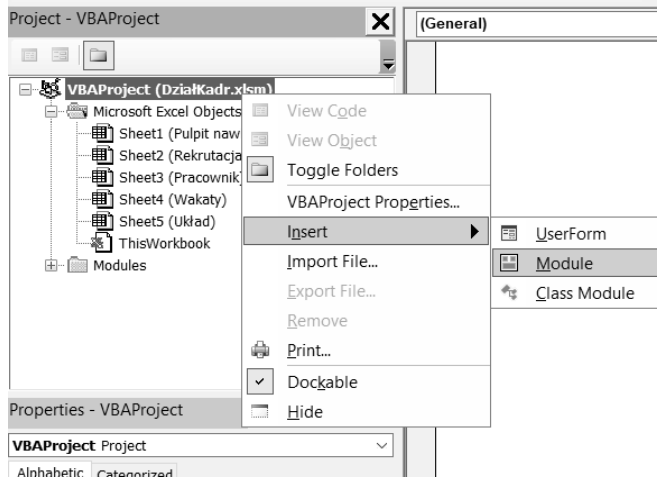 Project - VBAProject
X
(General)
VBAProject (DziałKadr.xlsm)
Microsoft Excel Objects
Sheet1 (Pulpit naw
Sheet2 (Rekrutacja
Sheet3 (Pracownik
Sheet4 (Wakaty)
Sheet5 (Układ)
ThisWorkbook
Modules
View Code
View Object
Toggle Folders
VBAProject Properties...
Insert
Import File...
Export File...
Remove
Print...
Dockable
Hide
UserForm
Module
Class Module
Properties - VBAProject
VBAProject Project
Alphabetic Categorized